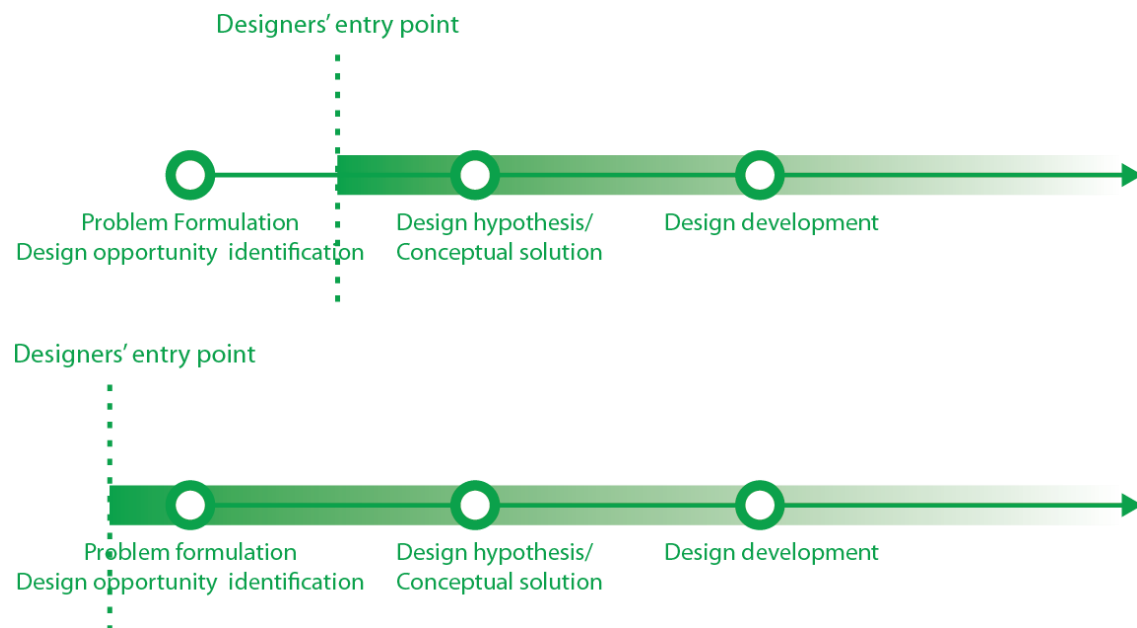 Designers' entry point
Problem Formulation
Design opportunity identification
Design hypothesis/
Conceptual solution
Design development
Designers' entry point
Problem formulation
Design opportunity identification
Design hypothesis/
Conceptual solution
Design development